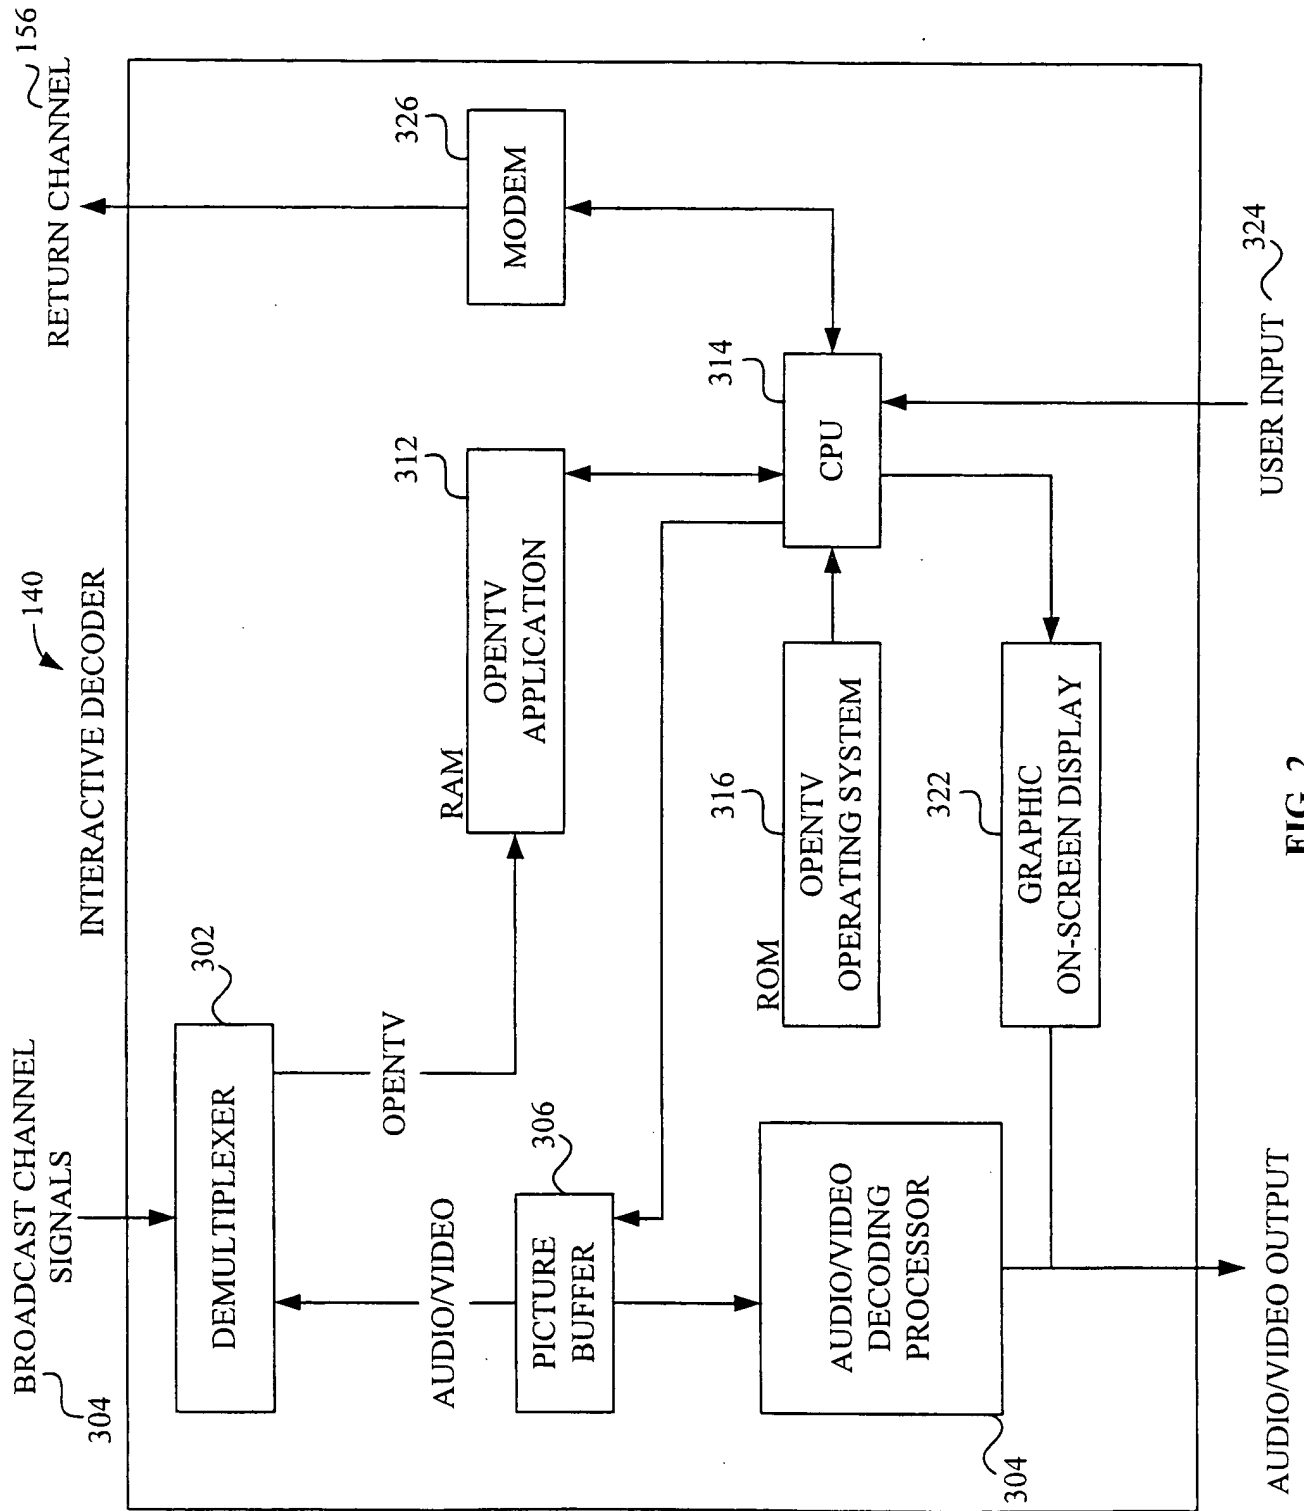 BROADCAST CHANNEL
SIGNALS
304
140
INTERACTIVE DECODER
RETURN CHANNEL
156
302
DEMULTIPLEXER
AUDIO/VIDEO
OPENTV
RAM
312
OPENTV
APPLICATION
326
MODEM
306
PICTURE
BUFFER
ROM
316
OPENTV
OPERATING SYSTEM
314
CPU
AUDIO/VIDEO
DECODING
PROCESSOR
304
322
GRAPHIC
ON-SCREEN DISPLAY
AUDIO/VIDEO OUTPUT
USER INPUT
324
FIG. 2